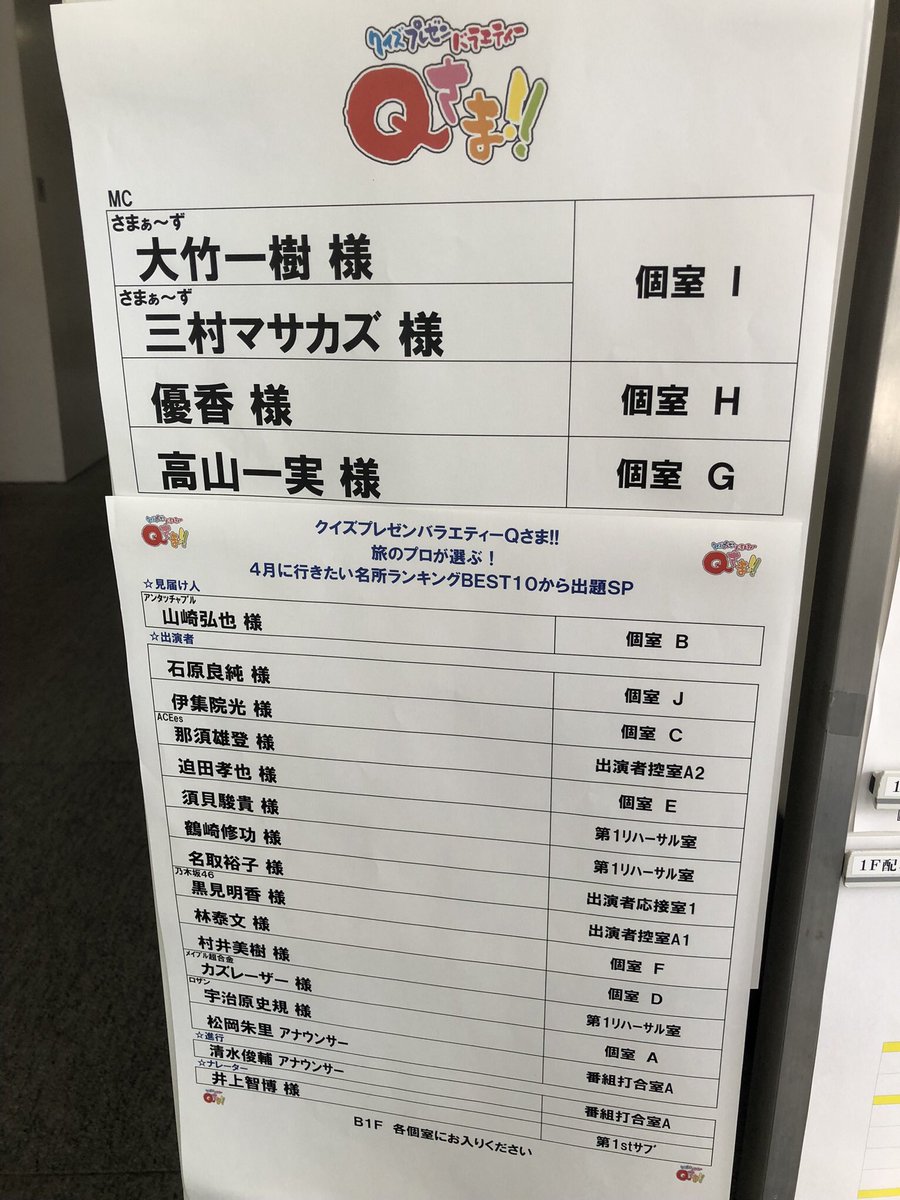 クイズプレゼンバラエティー
Qさま!!
MC
さまぁ～ず
大竹一樹 様
個室 I
さまぁ～ず
三村マサカズ 様
優香 様 個室 H
高山一実 様 個室 G
クイズプレゼンバラエティーQさま!!
旅のプロが選ぶ！
4月に行きたい名所ランキングBEST10から出題SP
☆見届け人
アンタッチャブル
山崎弘也 様 個室 B
☆出演者
石原良純 様 個室 J
伊集院光 様 個室 C
ACEes
那須雄登 様 出演者控室A2
迫田孝也 様 個室 E
須貝駿貴 様 第1リハーサル室
鶴崎修功 様 第1リハーサル室
名取裕子 様 出演者応接室1
乃木坂46
黒見明香 様 出演者控室A1
林泰文 様 個室 F
村井美樹 様 個室 D
メイプル超合金
カズレーザー 様 第1リハーサル室
ロザン
宇治原史規 様 個室 A
松岡朱里 アナウンサー 番組打合室A
☆進行
清水俊輔 アナウンサー 番組打合室A
☆ナレーター
井上智博 様 第1stサブ
B1F 各個室にお入りください
1F配